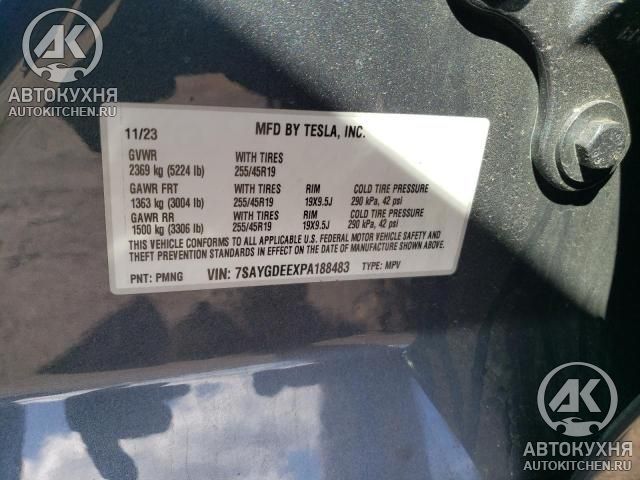 AK
АВТОКУХНЯ
AUTOKITCHEN.RU
11/23 MFD BY TESLA, INC.
GVWR WITH TIRES
2369 kg (5224 lb) 255/45R19
GAWR FRT WITH TIRES RIM COLD TIRE PRESSURE
1363 kg (3004 lb) 255/45R19 19X9.5J 290 kPa, 42 psi
GAWR RR WITH TIRES RIM COLD TIRE PRESSURE
1500 kg (3306 lb) 255/45R19 19X9.5J 290 kPa, 42 psi
THIS VEHICLE CONFORMS TO ALL APPLICABLE U.S. FEDERAL MOTOR VEHICLE SAFETY AND
THEFT PREVENTION STANDARDS IN EFFECT ON THE DATE OF MANUFACTURE SHOWN ABOVE.
PNT: PMNG VIN: 7SAYGDEEXPA188483 TYPE: MPV
AK
АВТОКУХНЯ
AUTOKITCHEN.RU